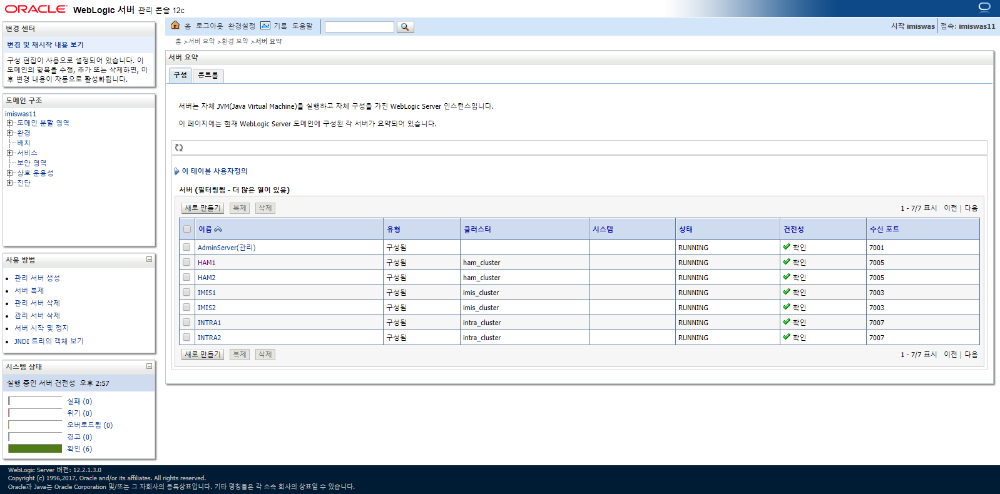 ORACLE WebLogic 서버 관리 콘솔 12c
변경 센터
변경 및 재시작 내용 보기
구성 편집이 사용으로 설정되어 있습니다. 이
도메인의 항목을 수정, 추가 또는 삭제하면, 이
후 변경 내용이 자동으로 활성화됩니다.
도메인 구조
imiswas11
도메인 분할 영역
환경
배치
서비스
보안 영역
상호 운용성
진단
사용 방법
관리 서버 생성
서버 복제
관리 서버 삭제
관리 서버 삭제
서버 시작 및 정지
JNDI 트리의 객체 보기
시스템 상태
실행 중인 서버 건전성 오후 2:57
실패 (0)
위기 (0)
오버로드됨 (0)
경고 (0)
확인 (6)
홈 로그아웃 환경설정 기록 도움말
시작 imiswas 접속: imiswas11
홈 >서버 요약 >환경 요약 >서버 요약
서버 요약
구성 콘트롤
서버는 자체 JVM(Java Virtual Machine)을 실행하고 자체 구성을 가진 WebLogic Server 인스턴스입니다.
이 페이지에는 현재 WebLogic Server 도메인에 구성된 각 서버가 요약되어 있습니다.
이 테이블 사용자정의
서버 (필터링됨 - 더 많은 열이 있음)
새로 만들기 복제 삭제 1 - 7/7 표시 이전 | 다음
이름 유형 클러스터 시스템 상태 건전성 수신 포트
AdminServer(관리) 구성됨 RUNNING 확인 7001
HAM1 구성됨 ham_cluster RUNNING 확인 7005
HAM2 구성됨 ham_cluster RUNNING 확인 7005
IMIS1 구성됨 imis_cluster RUNNING 확인 7003
IMIS2 구성됨 imis_cluster RUNNING 확인 7003
INTRA1 구성됨 intra_cluster RUNNING 확인 7007
INTRA2 구성됨 intra_cluster RUNNING 확인 7007
새로 만들기 복제 삭제 1 - 7/7 표시 이전 | 다음
WebLogic Server 버전: 12.2.1.3.0
Copyright (c) 1996,2017, Oracle and/or its affiliates. All rights reserved.
Oracle과 Java는 Oracle Corporation 및/또는 그 자회사의 등록상표입니다. 기타 명칭들은 각 소속 회사의 상표일 수 있습니다.